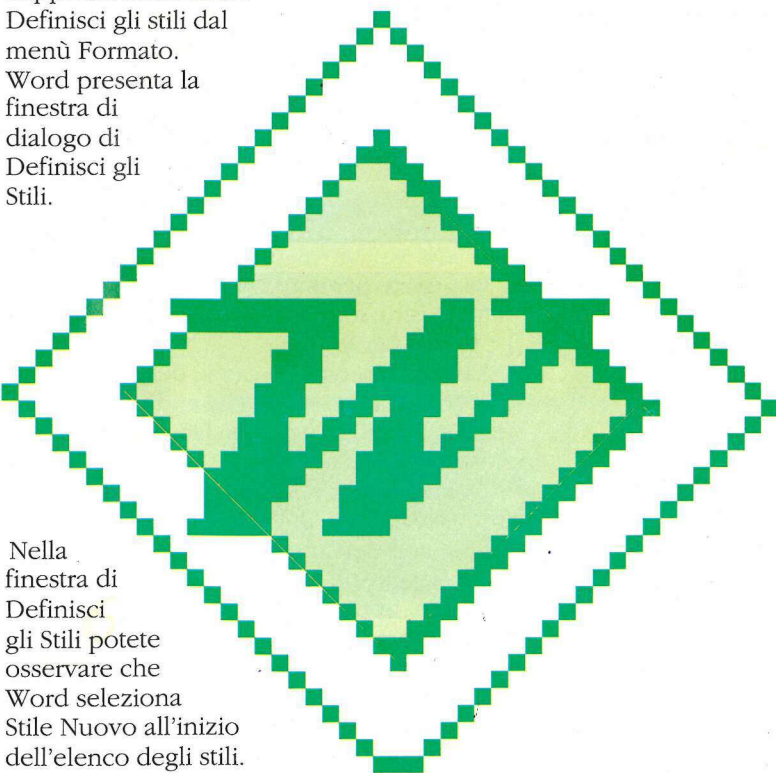 Definisci gli stili dal
menù Formato.
Word presenta la
finestra di
dialogo di
Definisci gli
Stili.
W
Nella
finestra di
Definisci
gli Stili potete
osservare che
Word seleziona
Stile Nuovo all'inizio
dell'elenco degli stili.